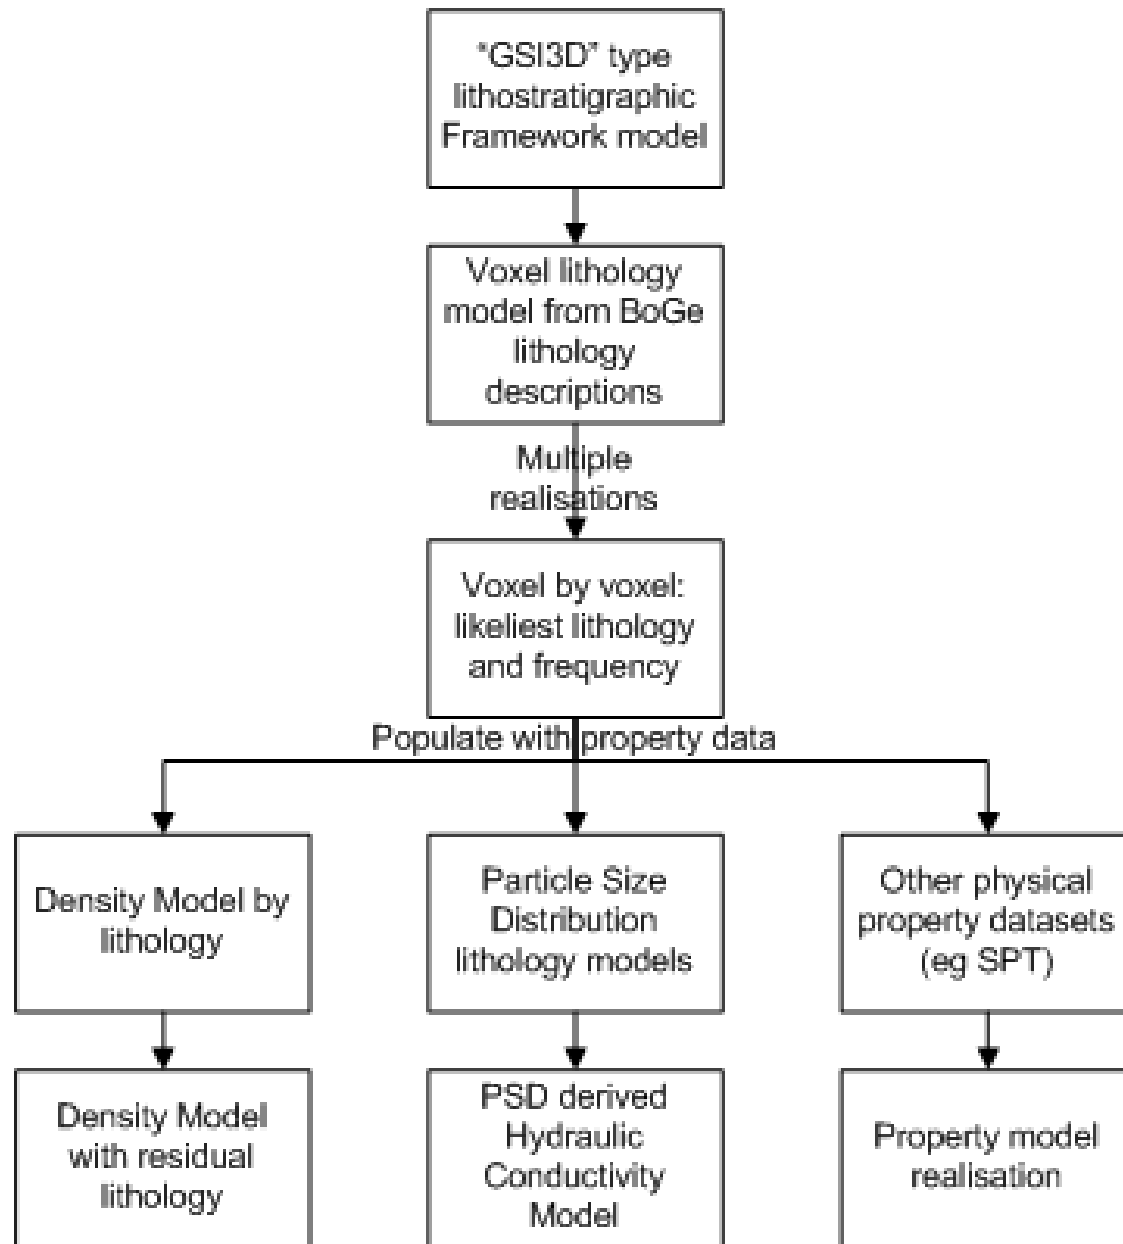 "GSI3D" type
lithostratigraphic
Framework model
Voxel lithology
model from BoGe
lithology
descriptions
Multiple
realisations
Voxel by voxel:
likeliest lithology
and frequency
Populate with property data
Density Model by
lithology
Particle Size
Distribution
lithology models
Other physical
property datasets
(eg SPT)
Density Model
with residual
lithology
PSD derived
Hydraulic
Conductivity
Model
Property model
realisation